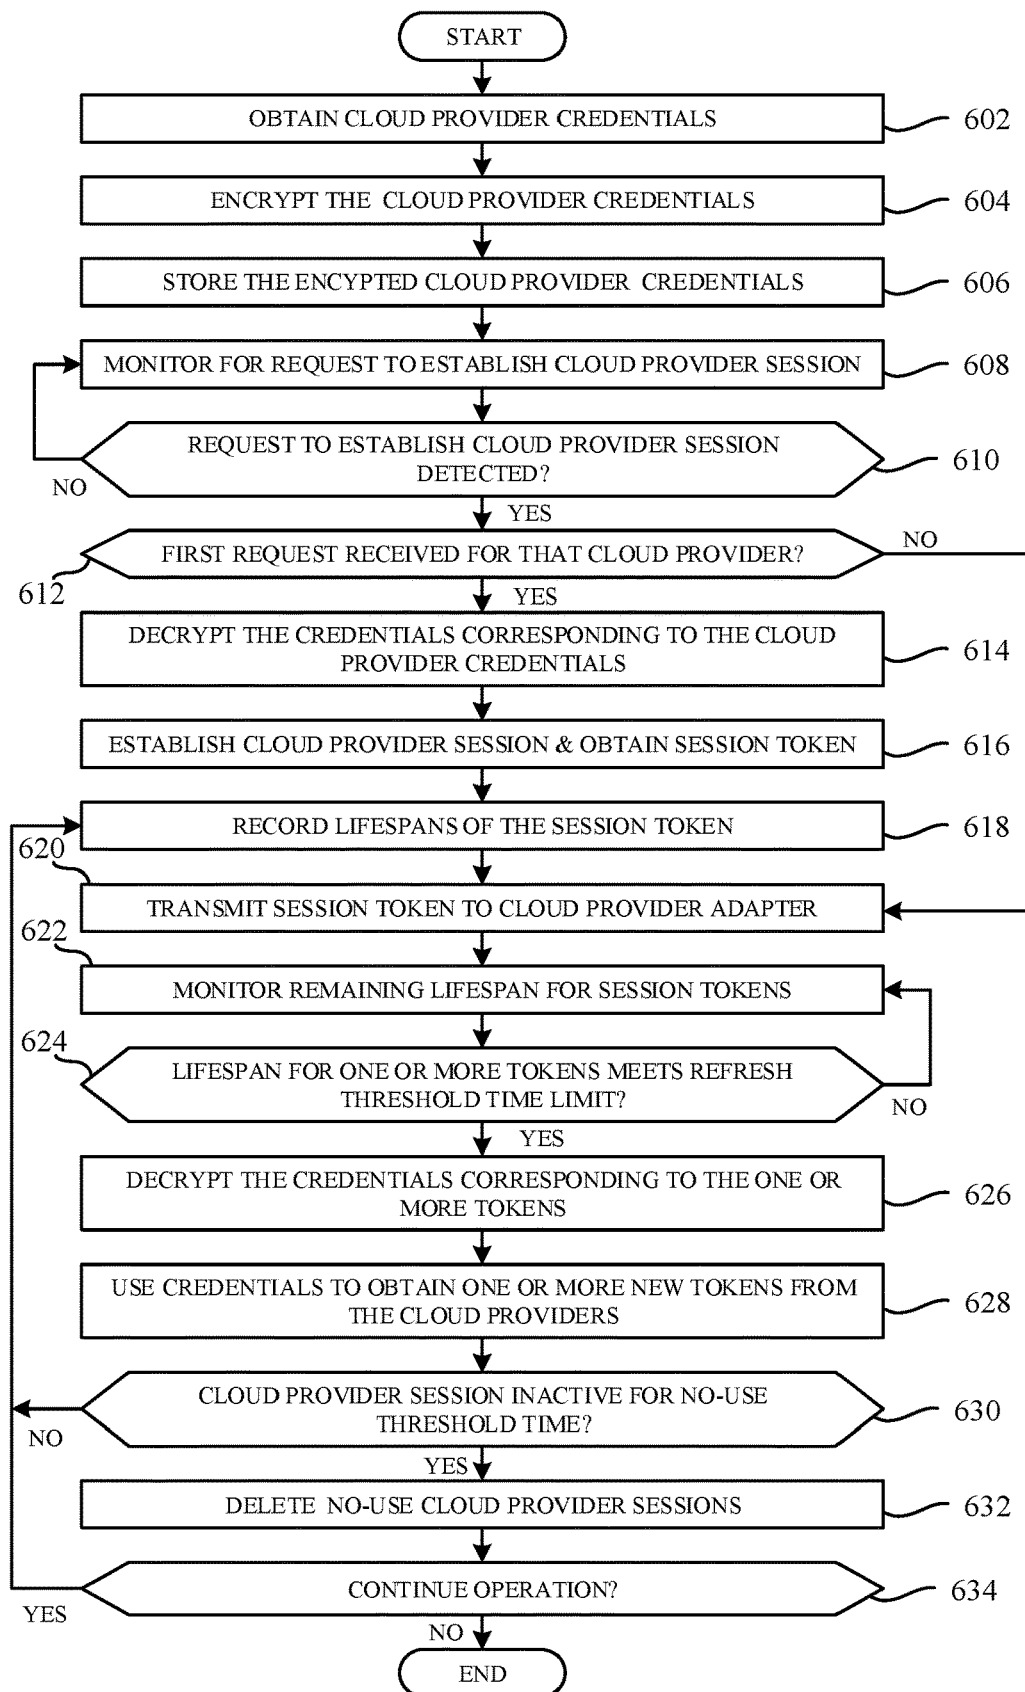 START
OBTAIN CLOUD PROVIDER CREDENTIALS
602
ENCRYPT THE CLOUD PROVIDER CREDENTIALS
604
STORE THE ENCYPTED CLOUD PROVIDER CREDENTIALS
606
MONITOR FOR REQUEST TO ESTABLISH CLOUD PROVIDER SESSION
608
REQUEST TO ESTABLISH CLOUD PROVIDER SESSION
DETECTED?
610
NO
YES
FIRST REQUEST RECEIVED FOR THAT CLOUD PROVIDER?
NO
612
YES
DECRYPT THE CREDENTIALS CORRESPONDING TO THE CLOUD
PROVIDER CREDENTIALS
614
ESTABLISH CLOUD PROVIDER SESSION & OBTAIN SESSION TOKEN
616
RECORD LIFESPANS OF THE SESSION TOKEN
618
620
TRANSMIT SESSION TOKEN TO CLOUD PROVIDER ADAPTER
622
MONITOR REMAINING LIFESPAN FOR SESSION TOKENS
624
LIFESPAN FOR ONE OR MORE TOKENS MEETS REFRESH
THRESHOLD TIME LIMIT?
NO
YES
DECRYPT THE CREDENTIALS CORRESPONDING TO THE ONE OR
MORE TOKENS
626
USE CREDENTIALS TO OBTAIN ONE OR MORE NEW TOKENS FROM
THE CLOUD PROVIDERS
628
CLOUD PROVIDER SESSION INACTIVE FOR NO-USE
THRESHOLD TIME?
630
NO
YES
DELETE NO-USE CLOUD PROVIDER SESSIONS
632
CONTINUE OPERATION?
634
YES
NO
END